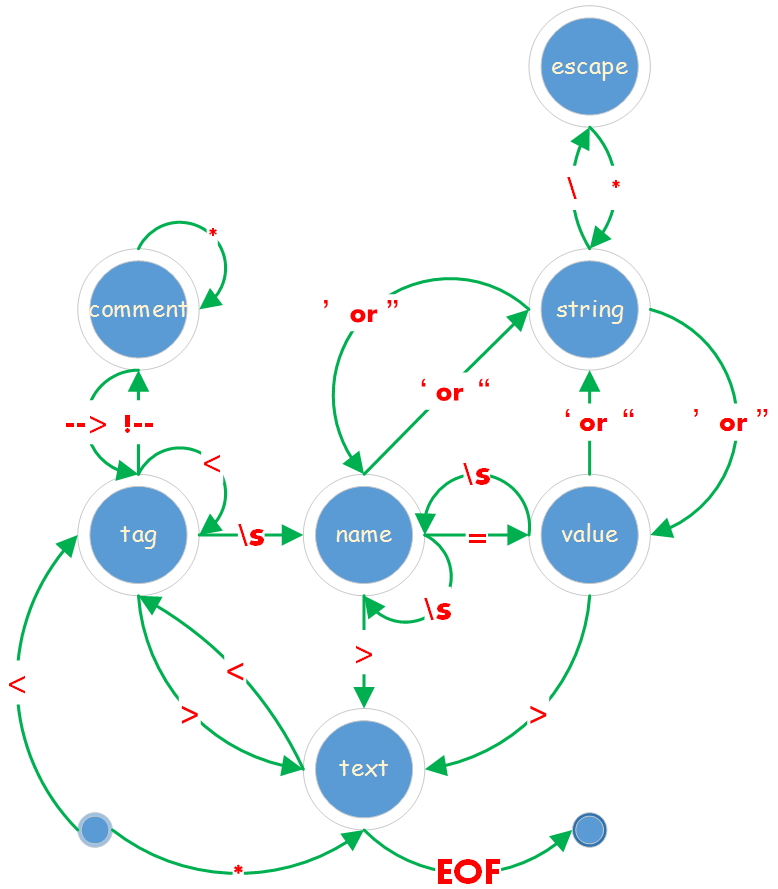 escape
\ *
*
comment
string
’ or ”
‘ or “
‘ or “
’ or ”
--> !--
<
\s
tag
\s
name
=
value
\s
>
<
<
>
>
text
*
EOF